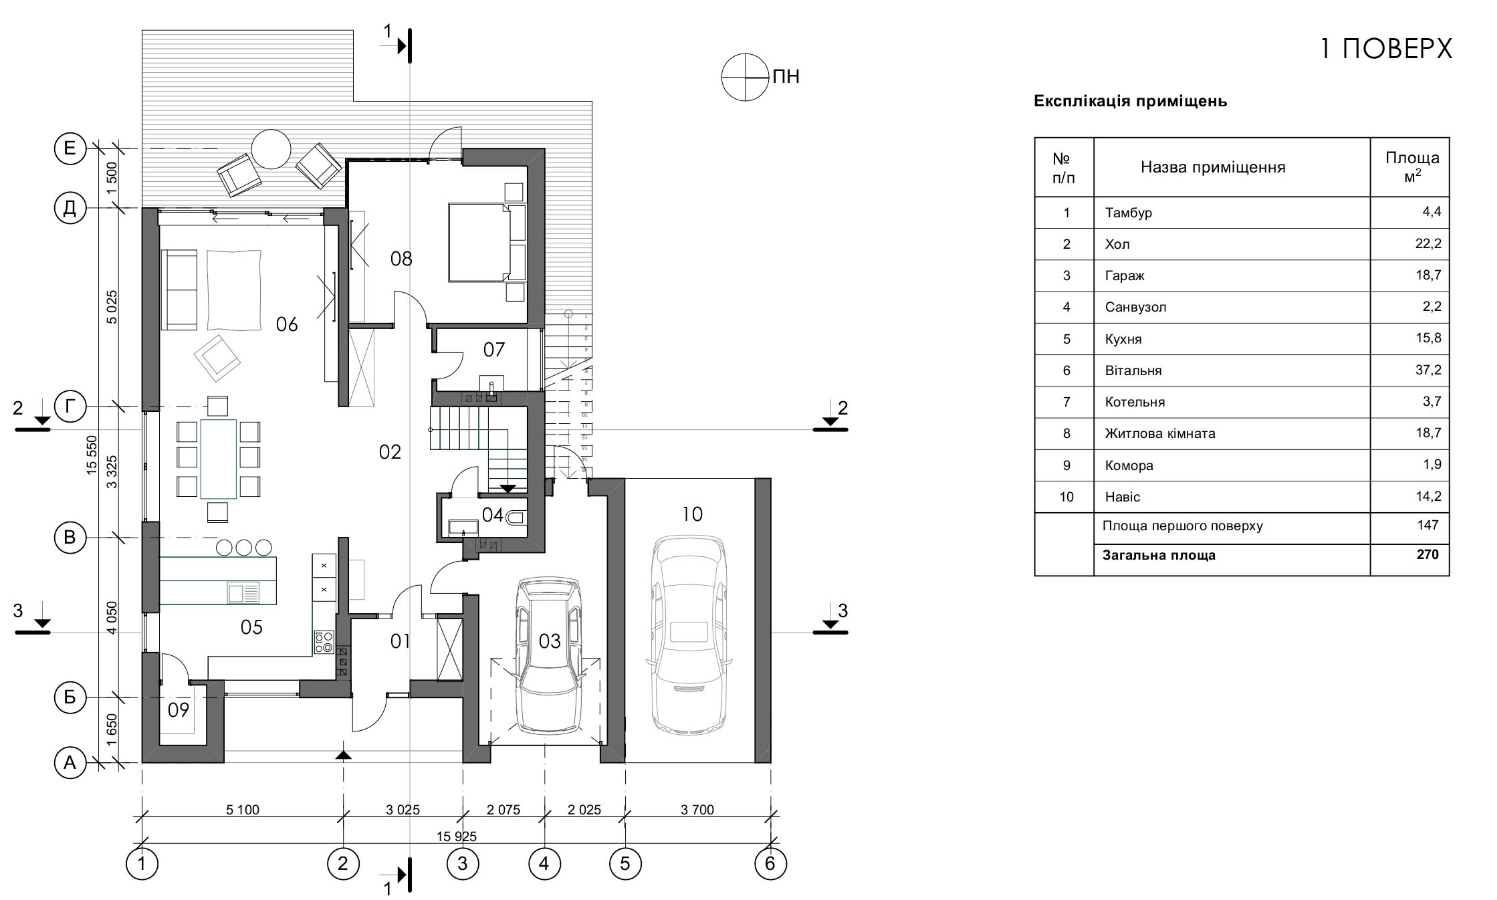 1 ПОВЕРХ
Експлікація приміщень
№ п/п Назва приміщення Площа м²
1 Тамбур 4,4
2 Хол 22,2
3 Гараж 18,7
4 Санвузол 2,2
5 Кухня 15,8
6 Вітальня 37,2
7 Котельня 3,7
8 Житлова кімната 18,7
9 Комора 1,9
10 Навіс 14,2
Площа першого поверху 147
Загальна площа 270
1
ПН
Е
1 500
Д
08
5 025
06
07
2
Г
2
15 550
3 325
02
04
10
В
3
4 050
05
01
03
3
Б
09
1 650
А
5 100
3 025
2 075
2 025
3 700
15 925
1
2
3
4
5
6
1